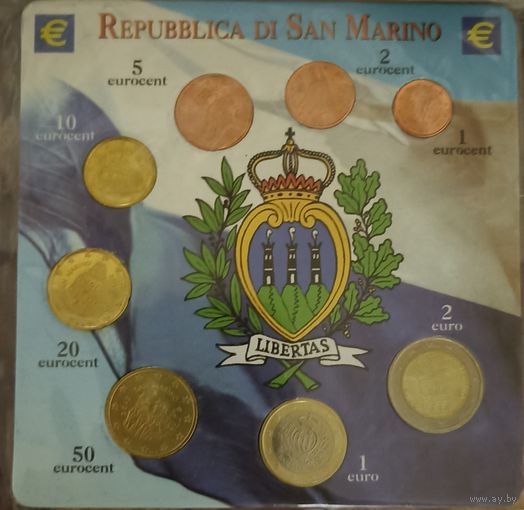 € REPUBBLICA DI SAN MARINO €
5
eurocent
2
eurocent
1
eurocent
10
eurocent
20
eurocent
50
eurocent
LIBERTAS
2
euro
1
euro
www.ay.by